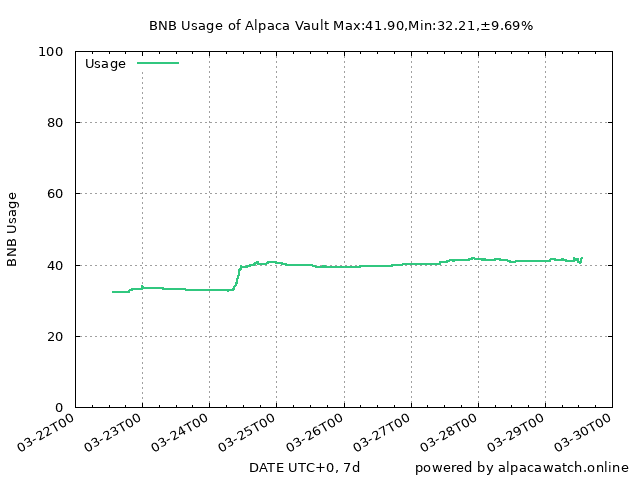 BNB Usage of Alpaca Vault Max:41.90,Min:32.21,±9.69%
100
Usage
80
60
BNB Usage
40
20
0
03-22T00
03-23T00
03-24T00
03-25T00
03-26T00
03-27T00
03-28T00
03-29T00
03-30T00
DATE UTC+0, 7d
powered by alpacawatch.online